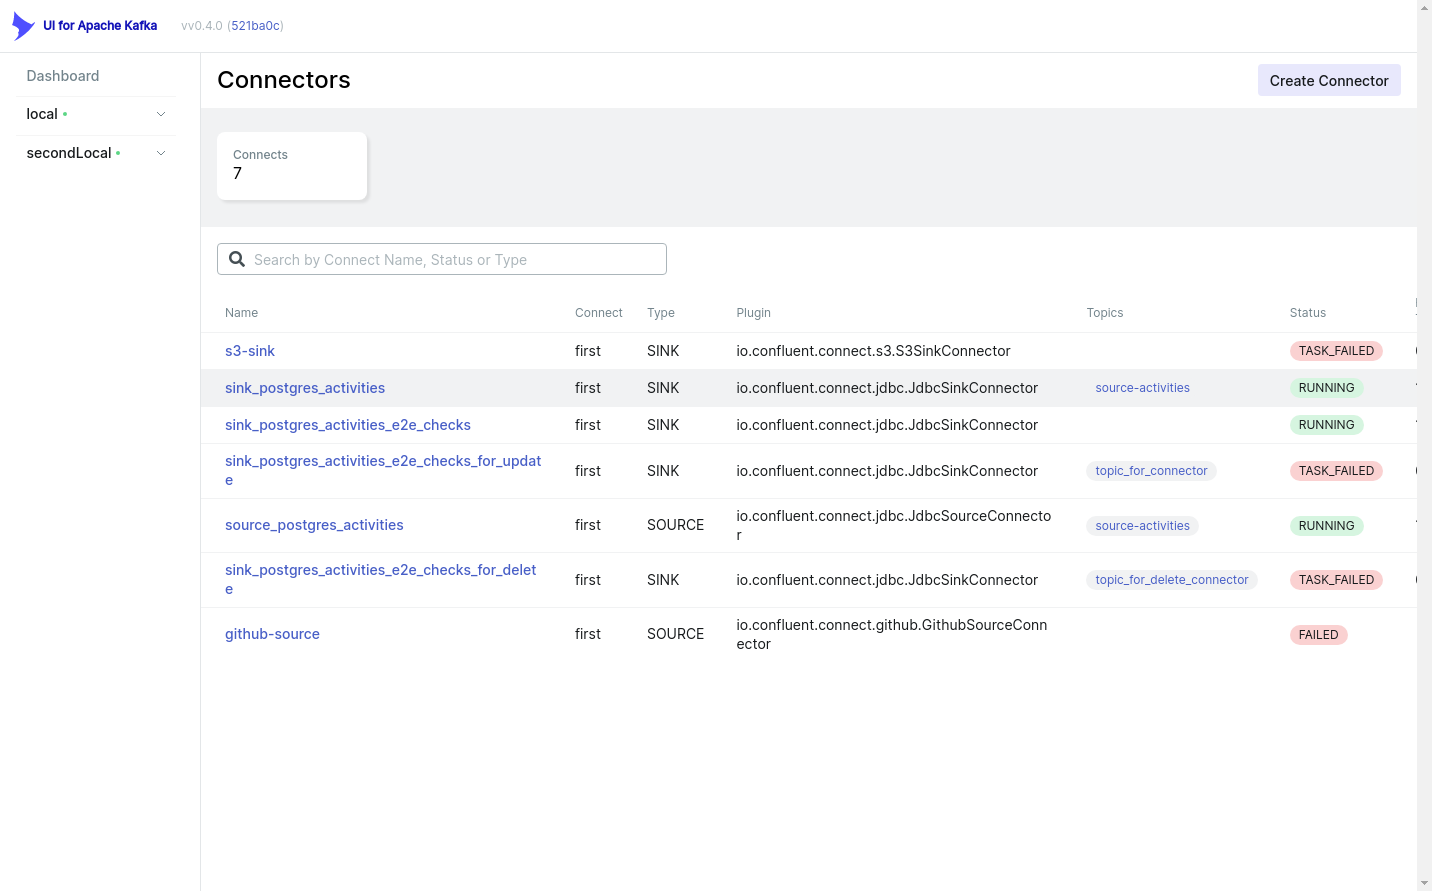 UI for Apache Kafka vv0.4.0 (521ba0c)
Dashboard
local
secondLocal
Connectors
Create Connector
Connects
7
Search by Connect Name, Status or Type
Name Connect Type Plugin Topics Status
s3-sink first SINK io.confluent.connect.s3.S3SinkConnector TASK_FAILED
sink_postgres_activities first SINK io.confluent.connect.jdbc.JdbcSinkConnector source-activities RUNNING
sink_postgres_activities_e2e_checks first SINK io.confluent.connect.jdbc.JdbcSinkConnector RUNNING
sink_postgres_activities_e2e_checks_for_updat
e first SINK io.confluent.connect.jdbc.JdbcSinkConnector topic_for_connector TASK_FAILED
source_postgres_activities first SOURCE io.confluent.connect.jdbc.JdbcSourceConnecto
r source-activities RUNNING
sink_postgres_activities_e2e_checks_for_delet
e first SINK io.confluent.connect.jdbc.JdbcSinkConnector topic_for_delete_connector TASK_FAILED
github-source first SOURCE io.confluent.connect.github.GithubSourceConn
ector FAILED